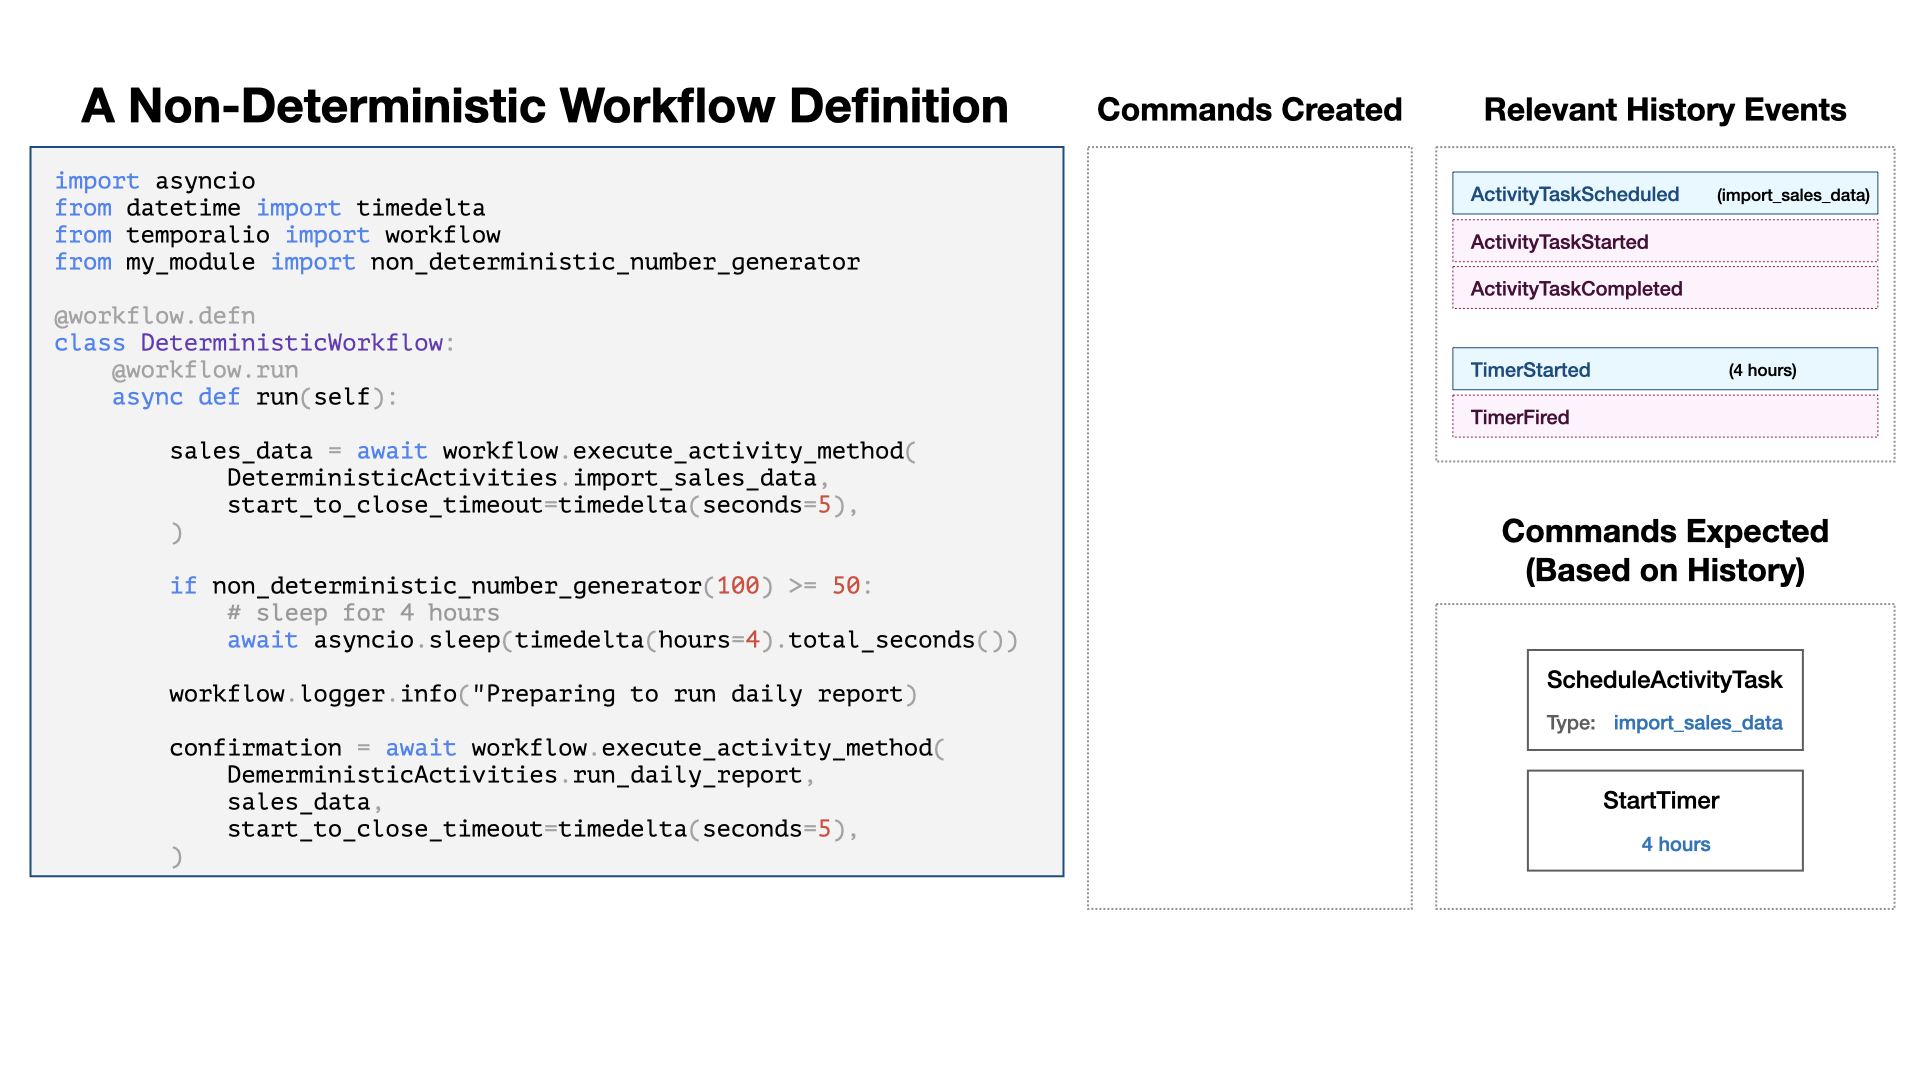 A Non-Deterministic Workflow Definition
import asyncio
from datetime import timedelta
from temporalio import workflow
from my_module import non_deterministic_number_generator
@workflow.defn
class DeterministicWorkflow:
@workflow.run
async def run(self):
sales_data = await workflow.execute_activity_method(
DeterministicActivities.import_sales_data,
start_to_close_timeout=timedelta(seconds=5),
)
if non_deterministic_number_generator(100) >= 50:
# sleep for 4 hours
await asyncio.sleep(timedelta(hours=4).total_seconds())
workflow.logger.info("Preparing to run daily report)
confirmation = await workflow.execute_activity_method(
DemerministicActivities.run_daily_report,
sales_data,
start_to_close_timeout=timedelta(seconds=5),
)
Commands Created
Relevant History Events
ActivityTaskScheduled (import_sales_data)
ActivityTaskStarted
ActivityTaskCompleted
TimerStarted (4 hours)
TimerFired
Commands Expected
(Based on History)
ScheduleActivityTask
Type: import_sales_data
StartTimer
4 hours